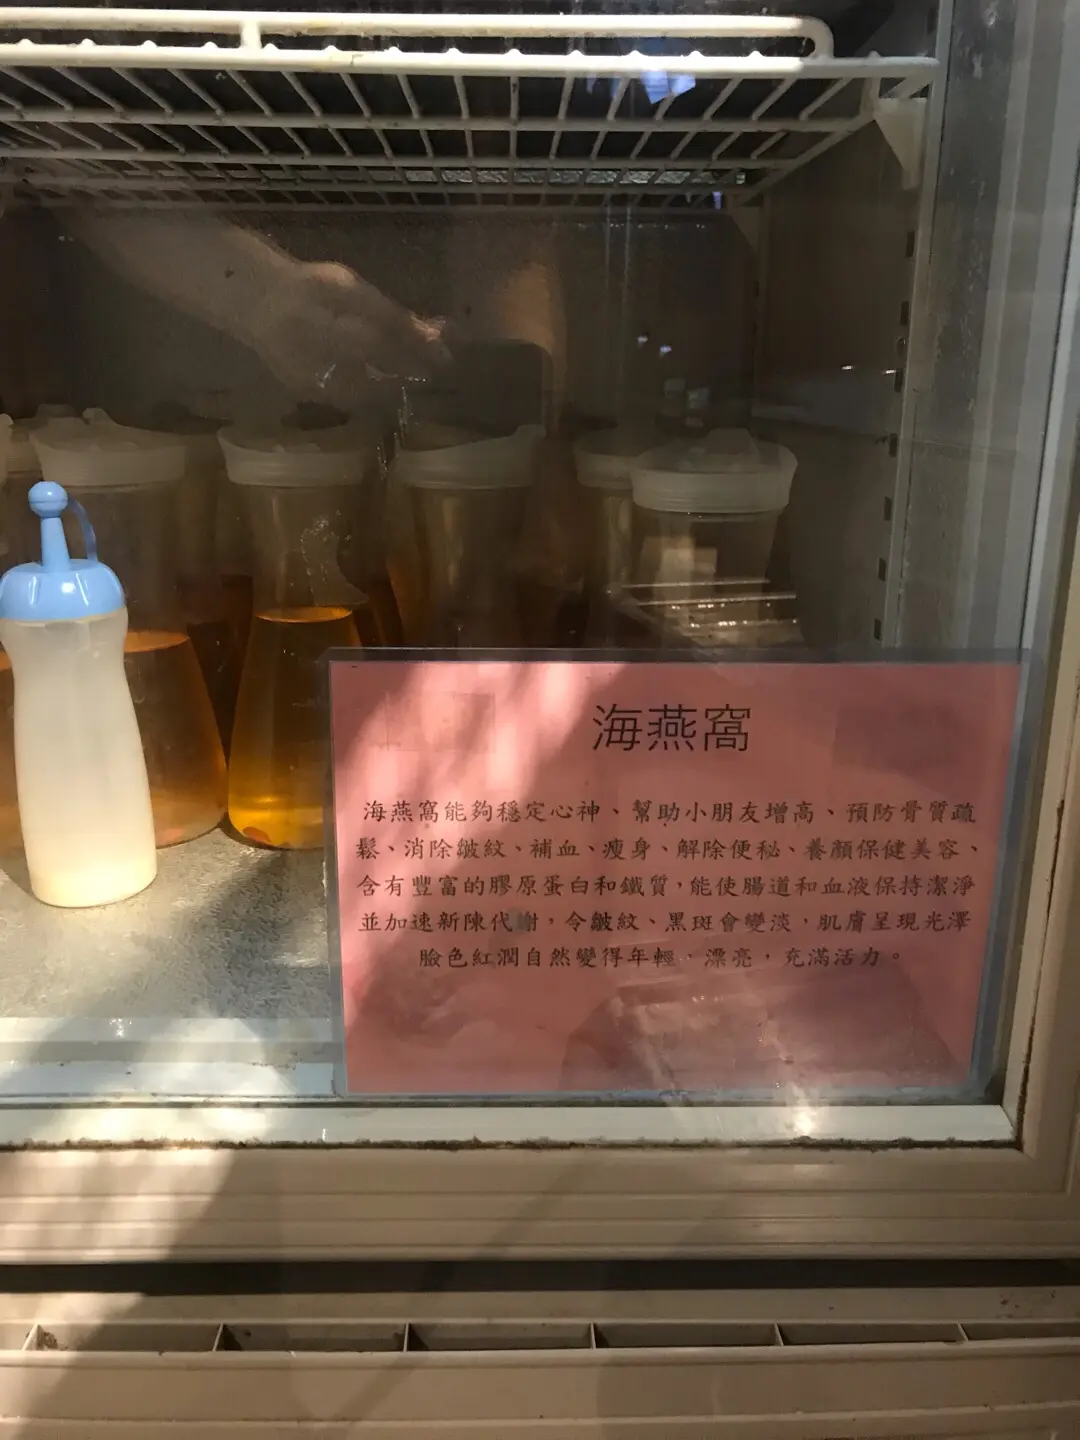 海燕窩
海燕窩能夠穩定心神、幫助小朋友增高、預防骨質疏
鬆、消除皺紋、補血、瘦身、解除便秘、養顏保健美容、
含有豐富的膠原蛋白和鐵質,能使腸道和血液保持潔淨
並加速新陳代謝,令皺紋、黑斑會變淡,肌膚呈現光澤
臉色紅潤自然變得年輕、漂亮,充滿活力。